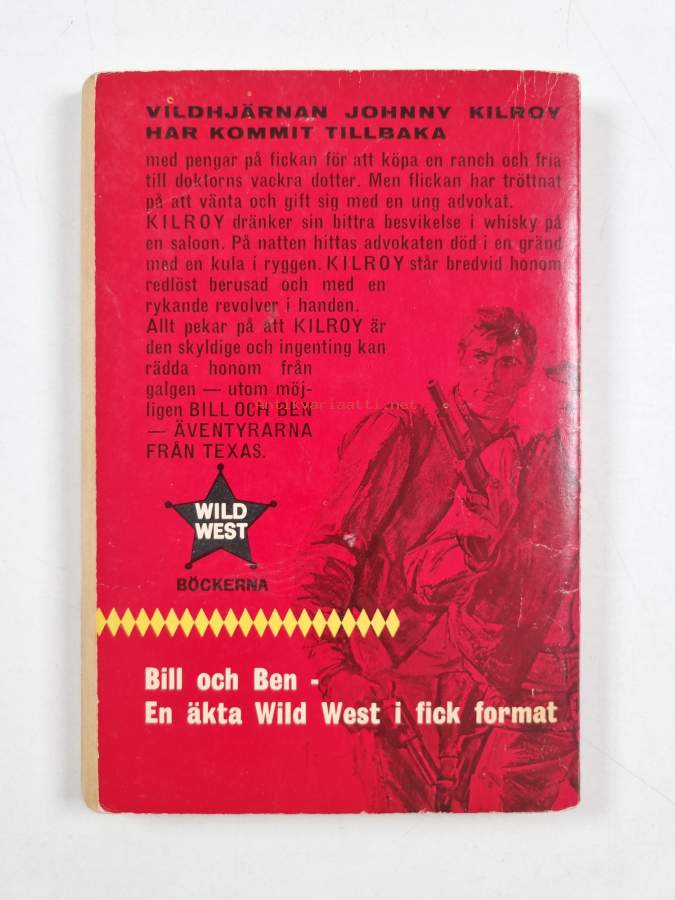 VILDHJÄRNAN JOHNNY KILROY
HAR KOMMIT TILLBAKA
med pengar på fickan för att köpa en ranch och fria
till doktorns vackra dotter. Men flickan har tröttnat
på att vänta och gift sig med en ung advokat.
KILROY dränker sin bittra besvikelse i whisky på
en saloon. På natten hittas advokaten död i en gränd
med en kula i ryggen. KILROY står bredvid honom
redlöst berusad och med en
rykande revolver i handen.
Allt pekar på att KILROY är
den skyldige och ingenting kan
rädda honom från
galgen — utom möj-
antikvariaatti.net
ligen BILL OCH BEN
— ÄVENTYRARNA
FRÅN TEXAS.
WILD
WEST
BÖCKERNA
Bill och Ben -
En äkta Wild West i fick format